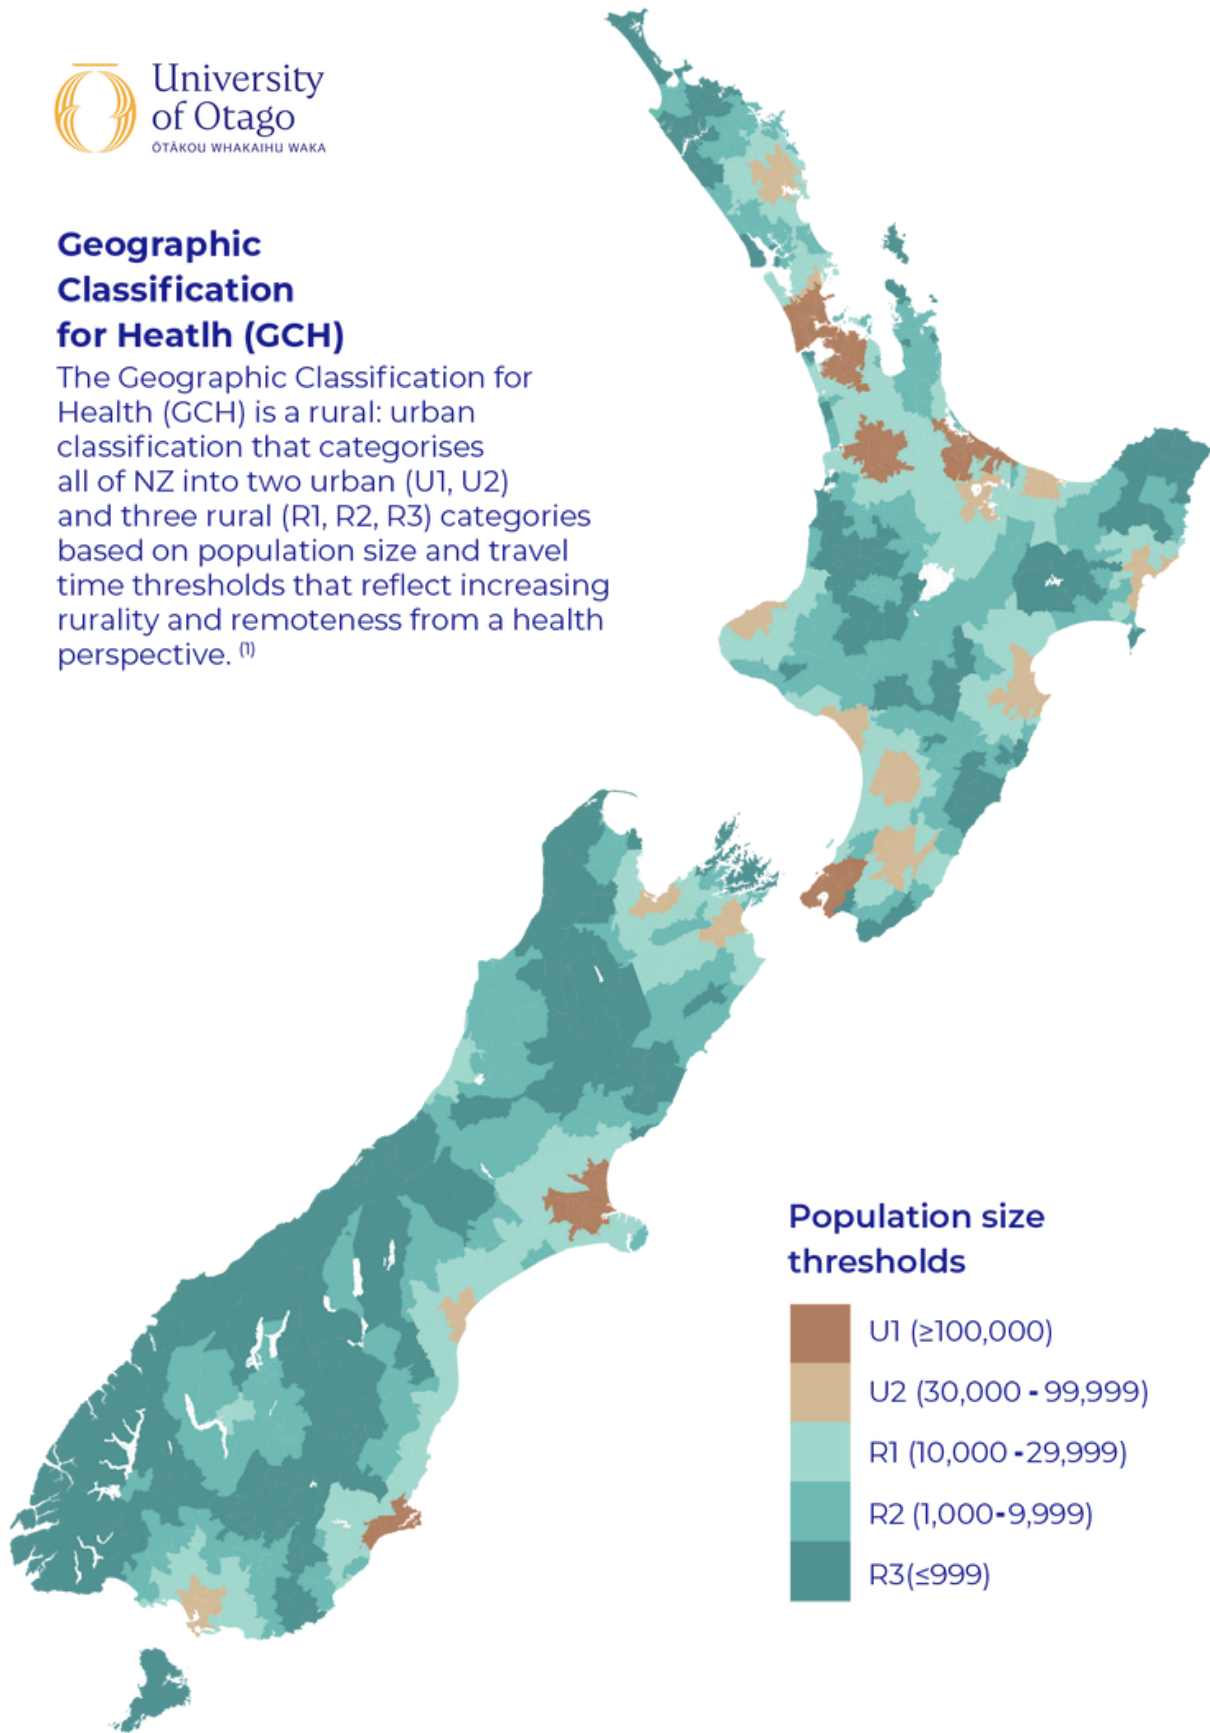 University
of Otago
ŌTĀKOU WHAKAIHU WAKA
Geographic
Classification
for Heatlh (GCH)
The Geographic Classification for
Health (GCH) is a rural: urban
classification that categorises
all of NZ into two urban (U1, U2)
and three rural (R1, R2, R3) categories
based on population size and travel
time thresholds that reflect increasing
rurality and remoteness from a health
perspective. (1)
Population size
thresholds
U1 (≥100,000)
U2 (30,000 - 99,999)
R1 (10,000 -29,999)
R2 (1,000-9,999)
R3(≤999)